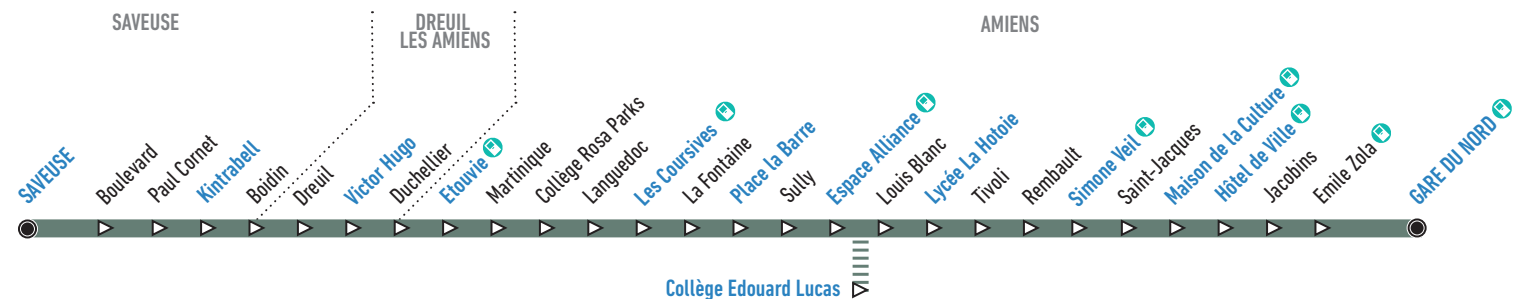 SAVEUSE
DREUIL
LES AMIENS
AMIENS
SAVEUSE
Boulevard
Paul Cornet
Kintrabell
Boidin
Dreuil
Victor Hugo
Duchellier
Etouvie
Martinique
Collège Rosa Parks
Languedoc
Les Coursives
La Fontaine
Place la Barre
Sully
Espace Alliance
Louis Blanc
Lycée La Hotoie
Tivoli
Rembault
Simone Veil
Saint-Jacques
Maison de la Culture
Hôtel de Ville
Jacobins
Emile Zola
GARE DU NORD
Collège Edouard Lucas